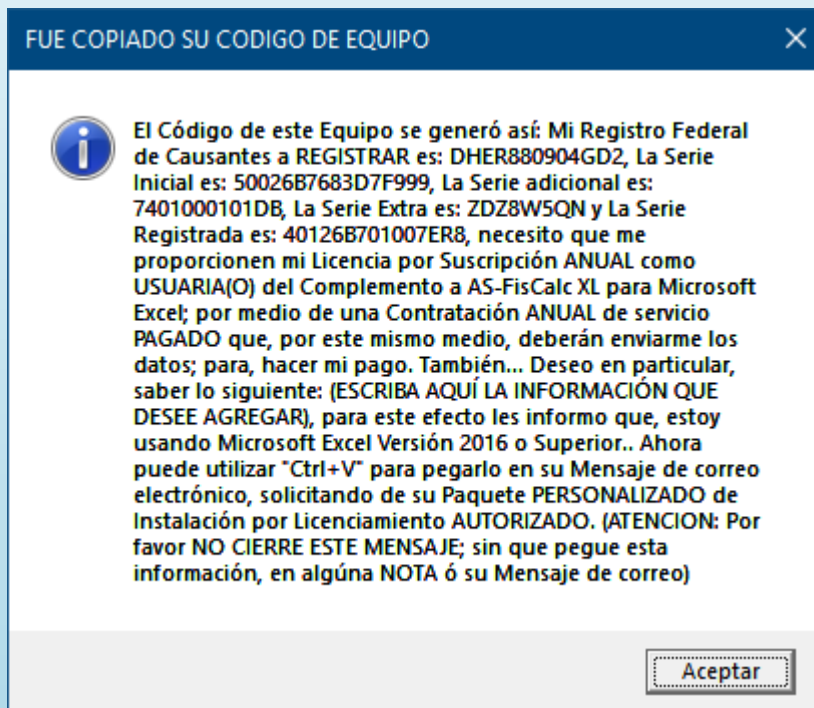 FUE COPIADO SU CODIGO DE EQUIPO
El Código de este Equipo se generó así: Mi Registro Federal
de Causantes a REGISTRAR es: DHER880904GD2, La Serie
Inicial es: 50026B7683D7F999, La Serie adicional es:
7401000101DB, La Serie Extra es: ZDZ8W5QN y La Serie
Registrada es: 40126B701007ER8, necesito que me
proporcionen mi Licencia por Suscripción ANUAL como
USUARIA(O) del Complemento a AS-FisCalc XL para Microsoft
Excel; por medio de una Contratación ANUAL de servicio
PAGADO que, por este mismo medio, deberán enviarme los
datos; para, hacer mi pago. También... Deseo en particular,
saber lo siguiente: (ESCRIBA AQUÍ LA INFORMACIÓN QUE
DESEE AGREGAR), para este efecto les informo que, estoy
usando Microsoft Excel Versión 2016 o Superior.. Ahora
puede utilizar "Ctrl+V" para pegarlo en su Mensaje de correo
electrónico, solicitando de su Paquete PERSONALIZADO de
Instalación por Licenciamiento AUTORIZADO. (ATENCION: Por
favor NO CIERRE ESTE MENSAJE; sin que pegue esta
información, en algúna NOTA ó su Mensaje de correo)
Aceptar